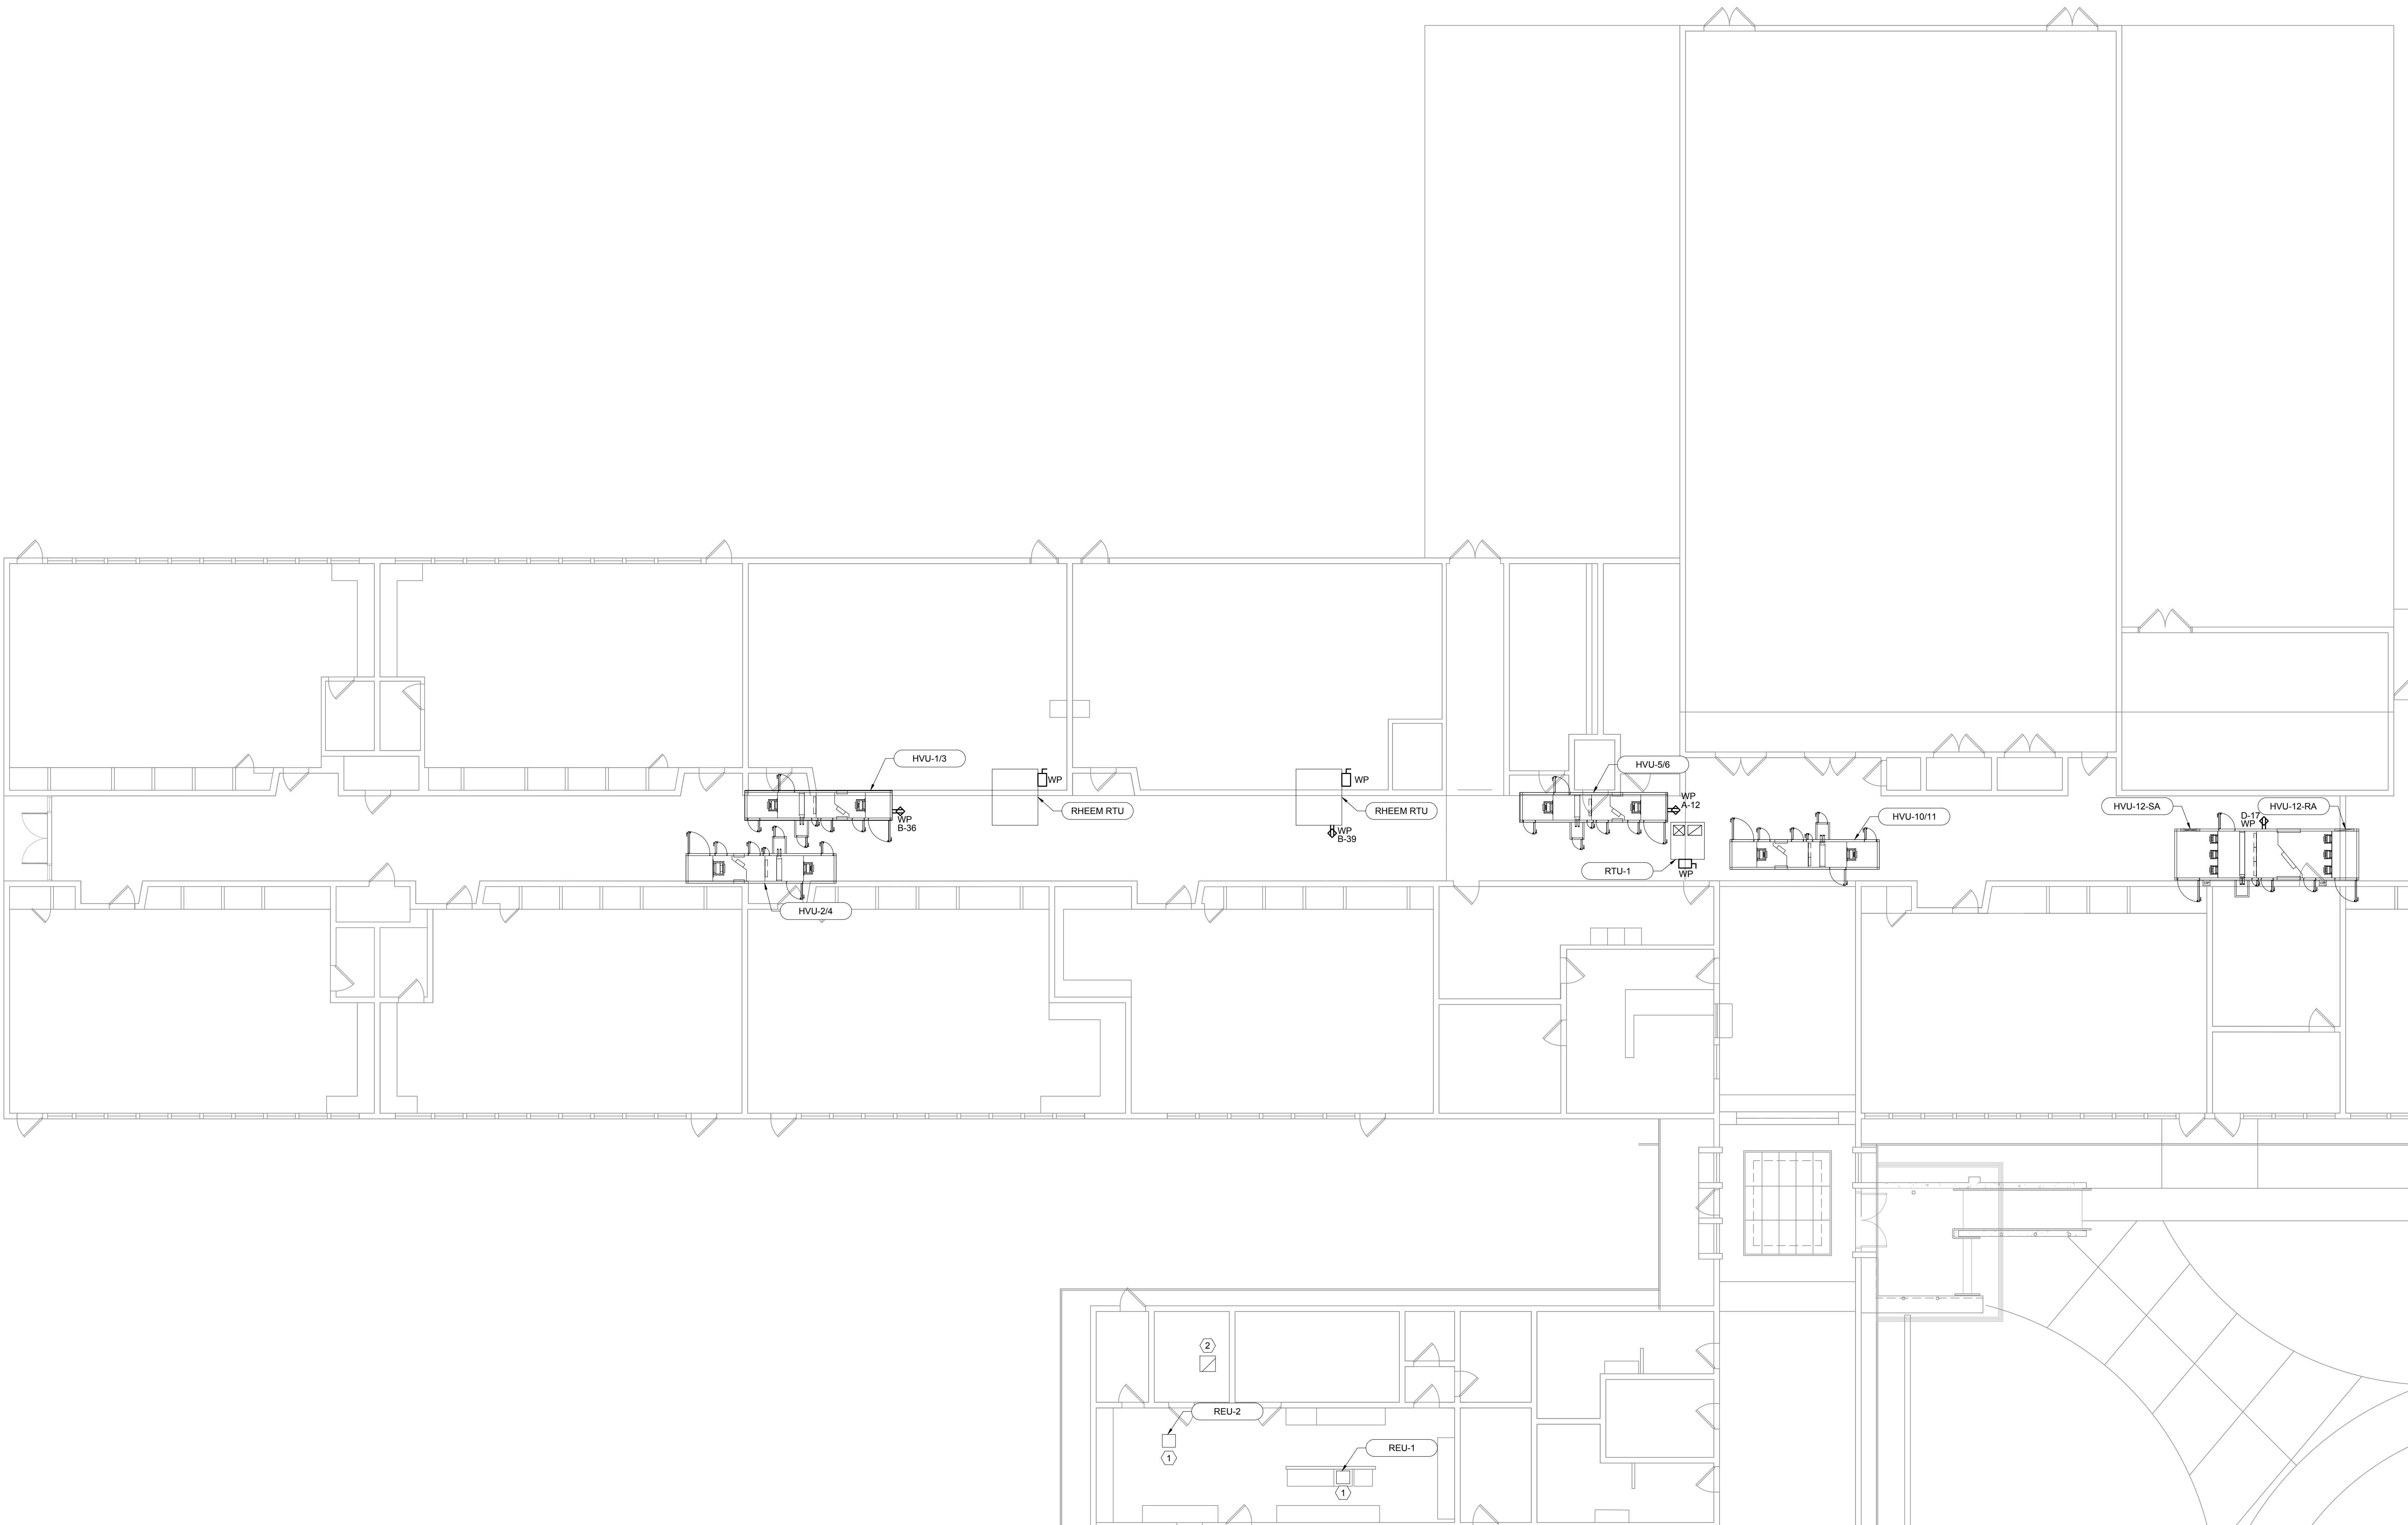 HVU-1/3
HVU-5/6
WP
WP
WP
A-12
HVU-12-SA
HVU-12-RA
RHEEM RTU
RHEEM RTU
HVU-10/11
D-17
WP
WP
B-36
WP
B-39
RTU-1
WP
HVU-2/4
2
REU-2
1
REU-1
1